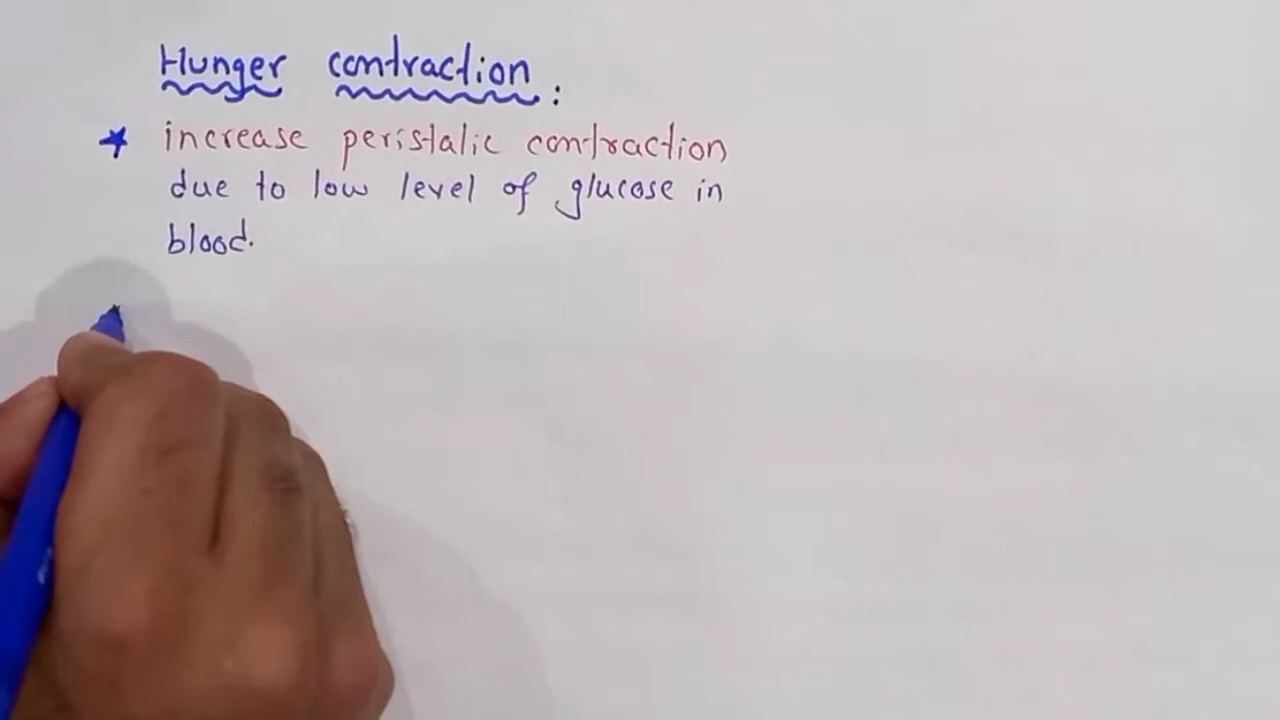 Hunger contraction :
★ increase peristalic contraction
due to low level of glucose in
blood.